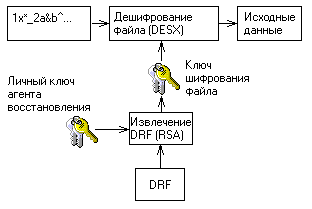 1x*_2a&b^...
Дешифрование
файла (DESX)
Исходные
данные
Личный ключ
агента
восстановления
Ключ
шифрования
файла
Извлечение
DRF (RSA)
DRF